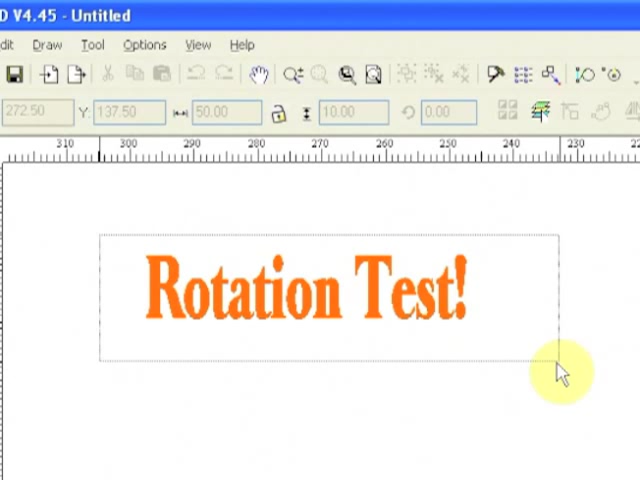 D V4.45 - Untitled
dit Draw Tool Options View Help
272.50 Y: 137.50 50.00 10.00 0.00
310 300 290 280 270 260 250 240 230 22
Rotation Test!